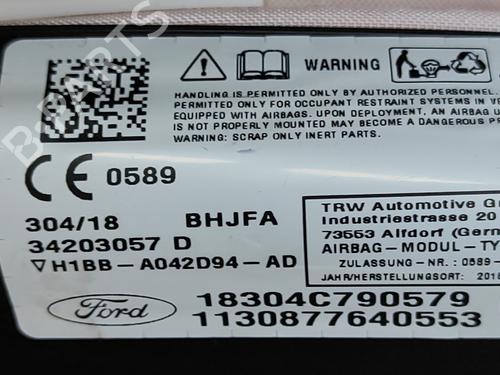 WARNING
HANDLING IS PERMITTED ONLY BY AUTHORIZED PERSONNEL.
PERMITTED ONLY FOR OCCUPANT RESTRAINT SYSTEMS IN
EQUIPPED WITH AIRBAGS. UPON DEPLOYMENT, AN AIRBAG
IS NOT PROPERLY MOUNTED MAY BECOME A DANGEROUS
WARNING: SCRAP ONLY INERT PARTS.
CE 0589
304/18 BHJFA
34203057 D
H1BB-A042D94-AD
TRW Automotive
Industriestrasse 20
73553 Alfdorf
AIRBAG-MODUL-
ZULASSUNG-NR.: 0589-
JAHR/HERSTELLUNGSORT:
Ford
18304C790579
1130877640553
B-PARTS